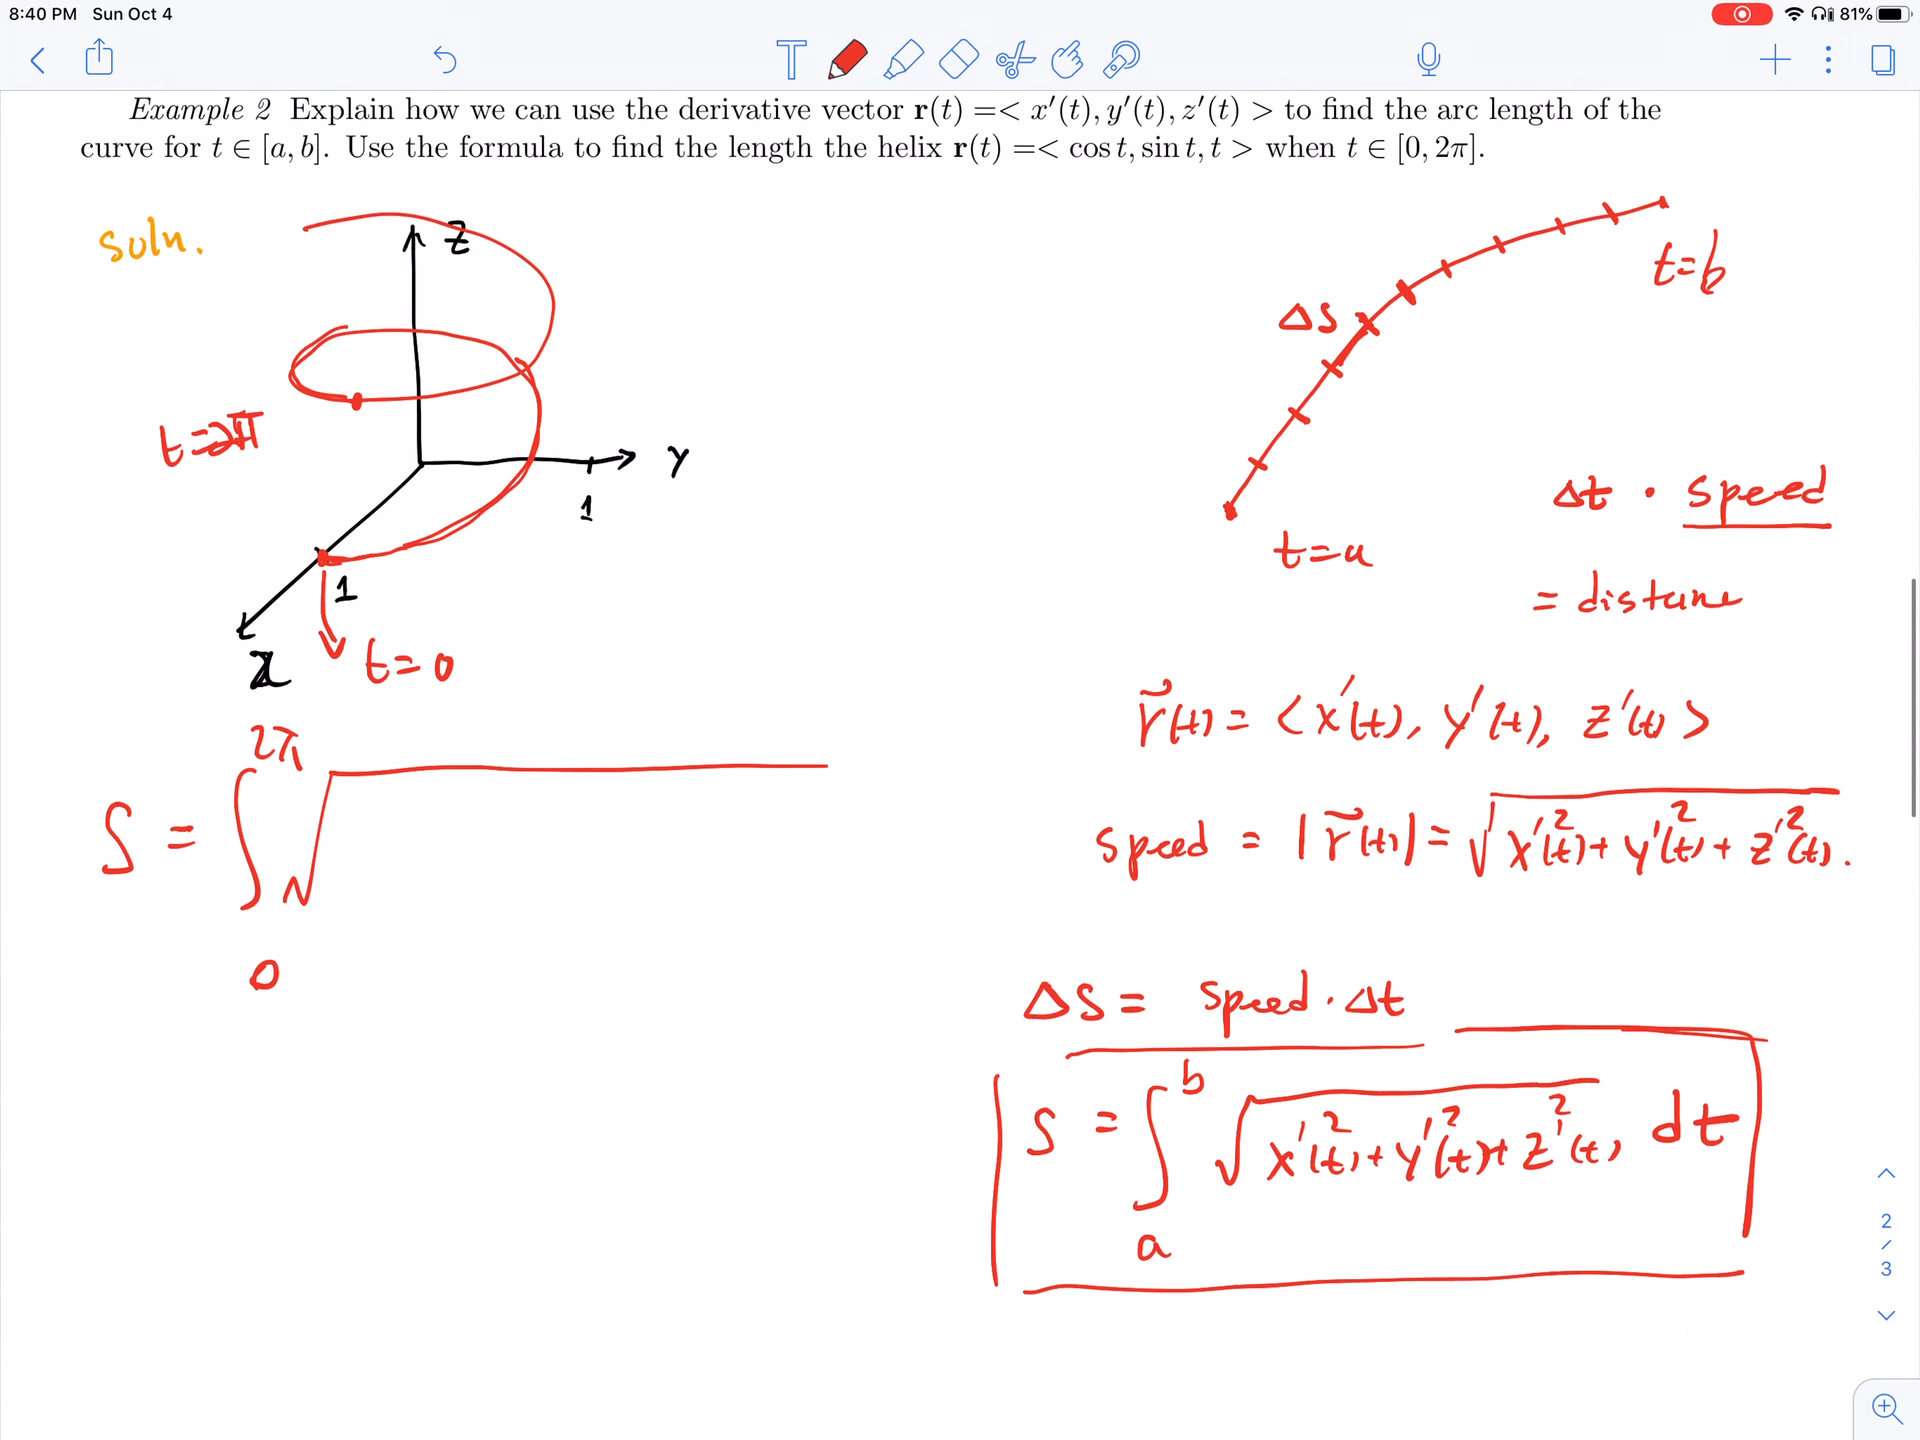 8:40 PM Sun Oct 4
81%
Example 2 Explain how we can use the derivative vector r(t) =< x′(t), y′(t), z′(t) > to find the arc length of the
curve for t ∈ [a, b]. Use the formula to find the length the helix r(t) =< cos t, sin t, t > when t ∈ [0, 2π].
soln.
z
t=2π
y
1
1
x
t=0
t=b
Δs
t=a
Δt · speed
= distance
r⃗(t) = <x′(t), y′(t), z′(t)>
speed = |r⃗(t)| = √x′²(t)+y′²(t)+z′²(t).
S = ∫₀^2π √
Δs = speed · Δt
S = ∫ₐᵇ √x′²(t)+y′²(t)+z′²(t) dt
2
/
3